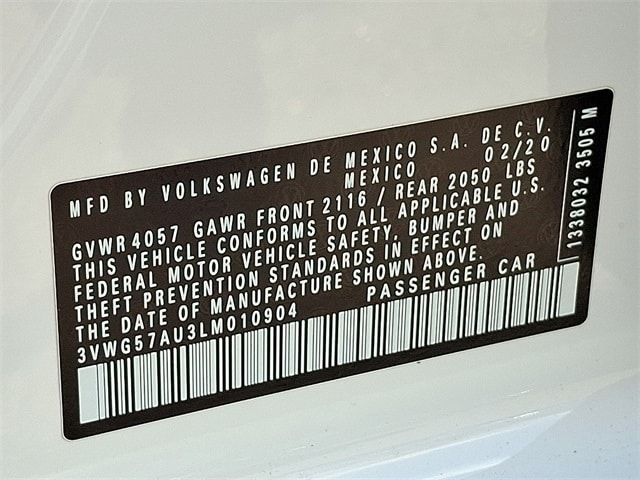 MFD BY VOLKSWAGEN DE MEXICO S.A. DE C.V.
MEXICO 02/20
GVWR 4057 GAWR FRONT 2116 / REAR 2050 LBS
THIS VEHICLE CONFORMS TO ALL APPLICABLE U.S.
FEDERAL MOTOR VEHICLE SAFETY, BUMPER AND
THEFT PREVENTION STANDARDS IN EFFECT ON
THE DATE OF MANUFACTURE SHOWN ABOVE.
3VWG57AU3LM010904 PASSENGER CAR
1338032 3505 M